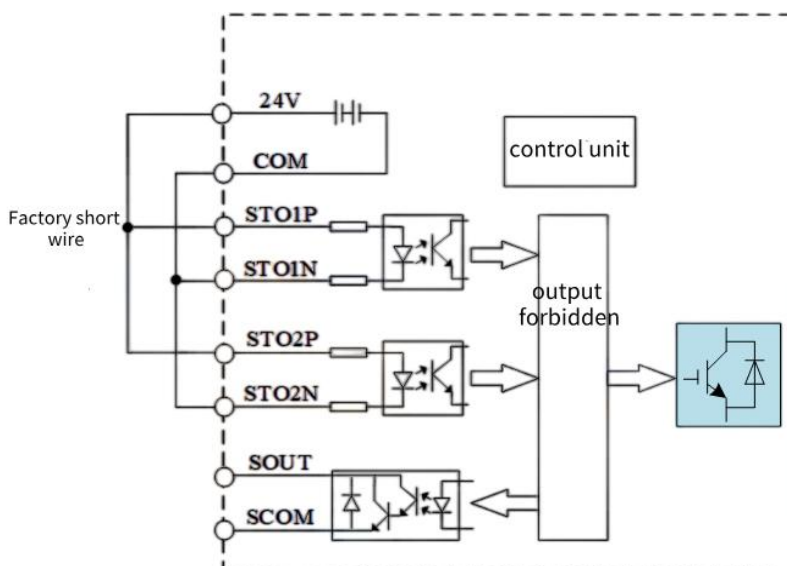 24V
COM
control unit
Factory short
wire
STO1P
STO1N
output
forbidden
STO2P
STO2N
SOUT
SCOM